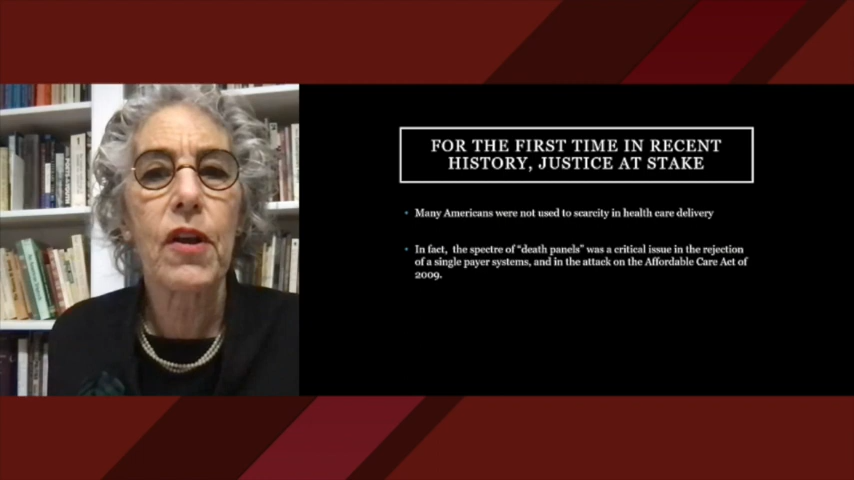 FOR THE FIRST TIME IN RECENT
HISTORY, JUSTICE AT STAKE
• Many Americans were not used to scarcity in health care delivery
• In fact, the spectre of “death panels” was a critical issue in the rejection
of a single payer systems, and in the attack on the Affordable Care Act of
2009.